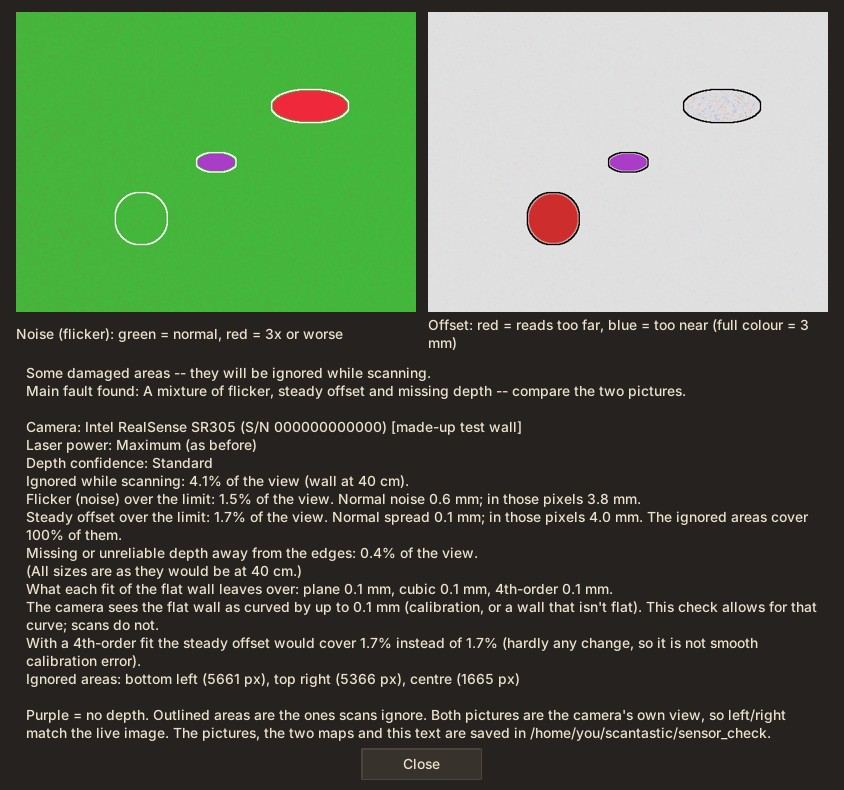 Noise (flicker): green = normal, red = 3x or worse
Offset: red = reads too far, blue = too near (full colour = 3
mm)
Some damaged areas -- they will be ignored while scanning.
Main fault found: A mixture of flicker, steady offset and missing depth -- compare the two pictures.
Camera: Intel RealSense SR305 (S/N 000000000000) [made-up test wall]
Laser power: Maximum (as before)
Depth confidence: Standard
Ignored while scanning: 4.1% of the view (wall at 40 cm).
Flicker (noise) over the limit: 1.5% of the view. Normal noise 0.6 mm; in those pixels 3.8 mm.
Steady offset over the limit: 1.7% of the view. Normal spread 0.1 mm; in those pixels 4.0 mm. The ignored areas cover
100% of them.
Missing or unreliable depth away from the edges: 0.4% of the view.
(All sizes are as they would be at 40 cm.)
What each fit of the flat wall leaves over: plane 0.1 mm, cubic 0.1 mm, 4th-order 0.1 mm.
The camera sees the flat wall as curved by up to 0.1 mm (calibration, or a wall that isn't flat). This check allows for that
curve; scans do not.
With a 4th-order fit the steady offset would cover 1.7% instead of 1.7% (hardly any change, so it is not smooth
calibration error).
Ignored areas: bottom left (5661 px), top right (5366 px), centre (1665 px)
Purple = no depth. Outlined areas are the ones scans ignore. Both pictures are the camera's own view, so left/right
match the live image. The pictures, the two maps and this text are saved in /home/you/scantastic/sensor_check.
Close